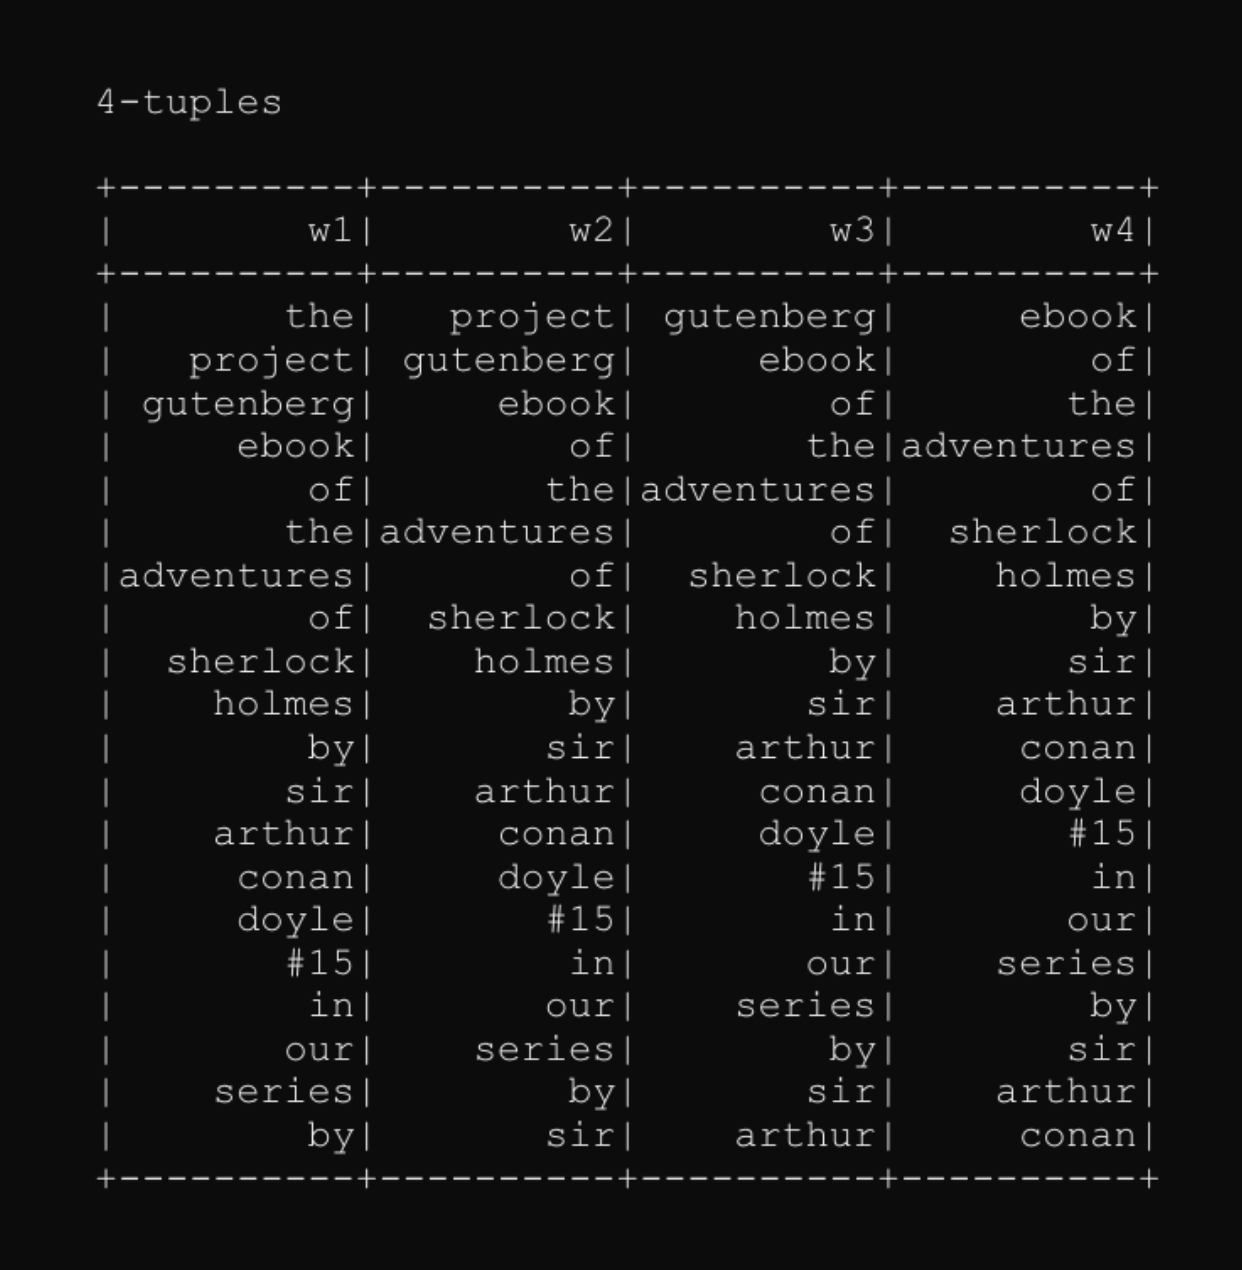 4-tuples
+----------+----------+----------+----------+
|        w1|        w2|        w3|        w4|
+----------+----------+----------+----------+
|       the|   project| gutenberg|     ebook|
|   project| gutenberg|     ebook|        of|
| gutenberg|     ebook|        of|       the|
|     ebook|        of|       the|adventures|
|        of|       the|adventures|        of|
|       the|adventures|        of|  sherlock|
|adventures|        of|  sherlock|    holmes|
|        of|  sherlock|    holmes|        by|
|  sherlock|    holmes|        by|       sir|
|    holmes|        by|       sir|    arthur|
|        by|       sir|    arthur|     conan|
|       sir|    arthur|     conan|     doyle|
|    arthur|     conan|     doyle|       #15|
|     conan|     doyle|       #15|        in|
|     doyle|       #15|        in|       our|
|       #15|        in|       our|    series|
|        in|       our|    series|        by|
|       our|    series|        by|       sir|
|    series|        by|       sir|    arthur|
|        by|       sir|    arthur|     conan|
+----------+----------+----------+----------+